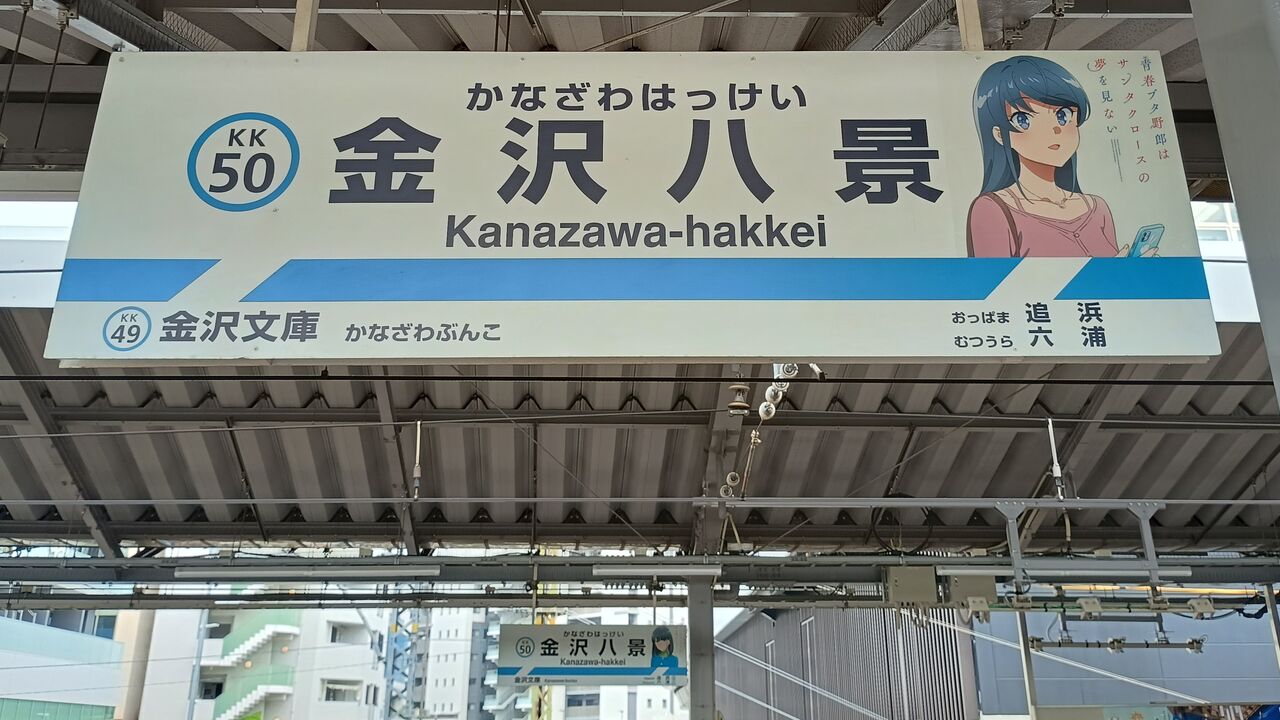 かなざわはっけい
KK
50
金沢八景
Kanazawa-hakkei
青春ブタ野郎は
サンタクロースの
夢を見ない
KK
49
金沢文庫 かなざわぶんこ
おっぱま 追浜
むつうら 六浦
かなざわはっけい
50
金沢八景
Kanazawa-hakkei
金沢文庫